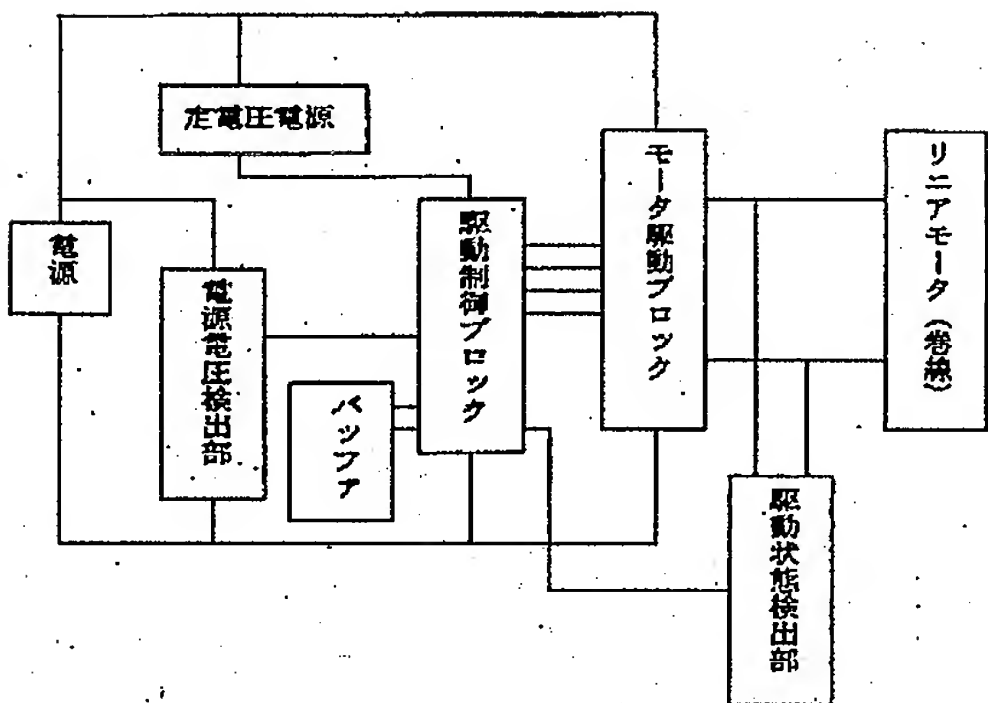 定電圧電源
電源
電源電圧検出部
バッファ
駆動制御ブロック
モータ駆動ブロック
リニアモータ(巻線)
駆動状態検出部